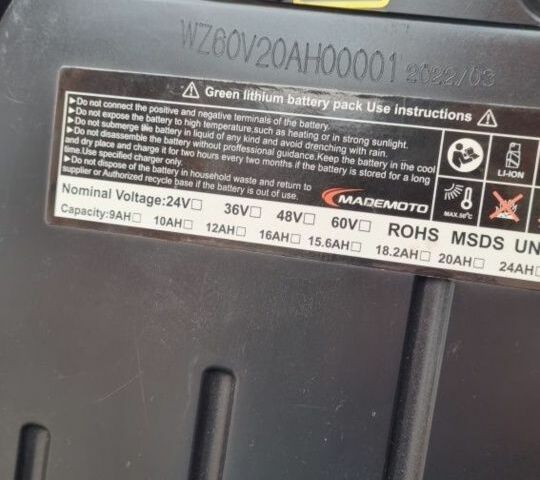 WZ60V20AH00001 2022/03
⚠ Green lithium battery pack Use instructions ⚠
▶Do not connect the positive and negative terminals of the battery.
▶Do not expose the battery to high temperature,such as heating or in strong sunlight.
▶Do not submerge the battery in liquid of any kind and avoid drenching with rain.
▶Do not disassemble the battery without proffessional guidance.Keep the battery in the cool
and dry place and charge it for two hours every two months if the battery is stored for a long
time.Use specified charger only.
▶Do not dispose of the battery in household waste and return to
supplier or Authorized recycle base if the battery is out of use.
MADEMOTO
LI-ION
MAX.50°C
Nominal Voltage:24V☐ 36V☐ 48V☐ 60V☐ ROHS MSDS UN
Capacity:9AH☐ 10AH☐ 12AH☐ 16AH☐ 15.6AH☐ 18.2AH☐ 20AH☐ 24AH☐